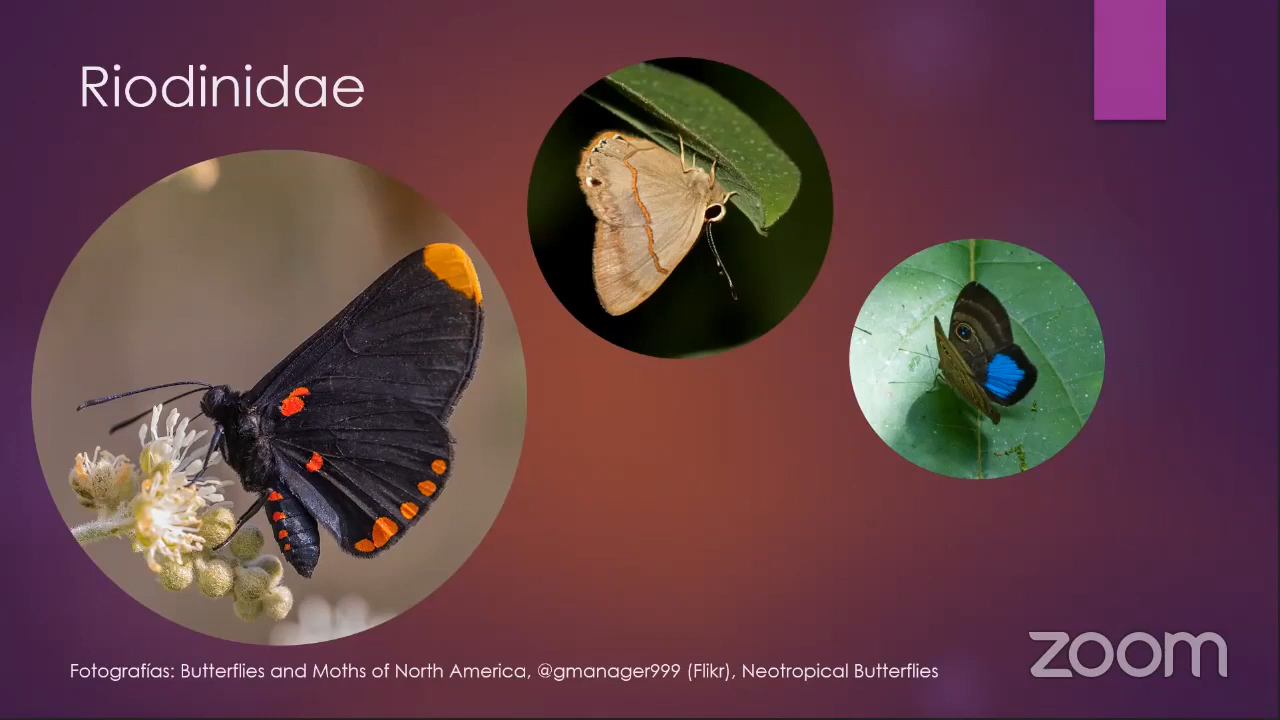 Riodinidae
Fotografías: Butterflies and Moths of North America, @gmanager999 (Flikr), Neotropical Butterflies
zoom